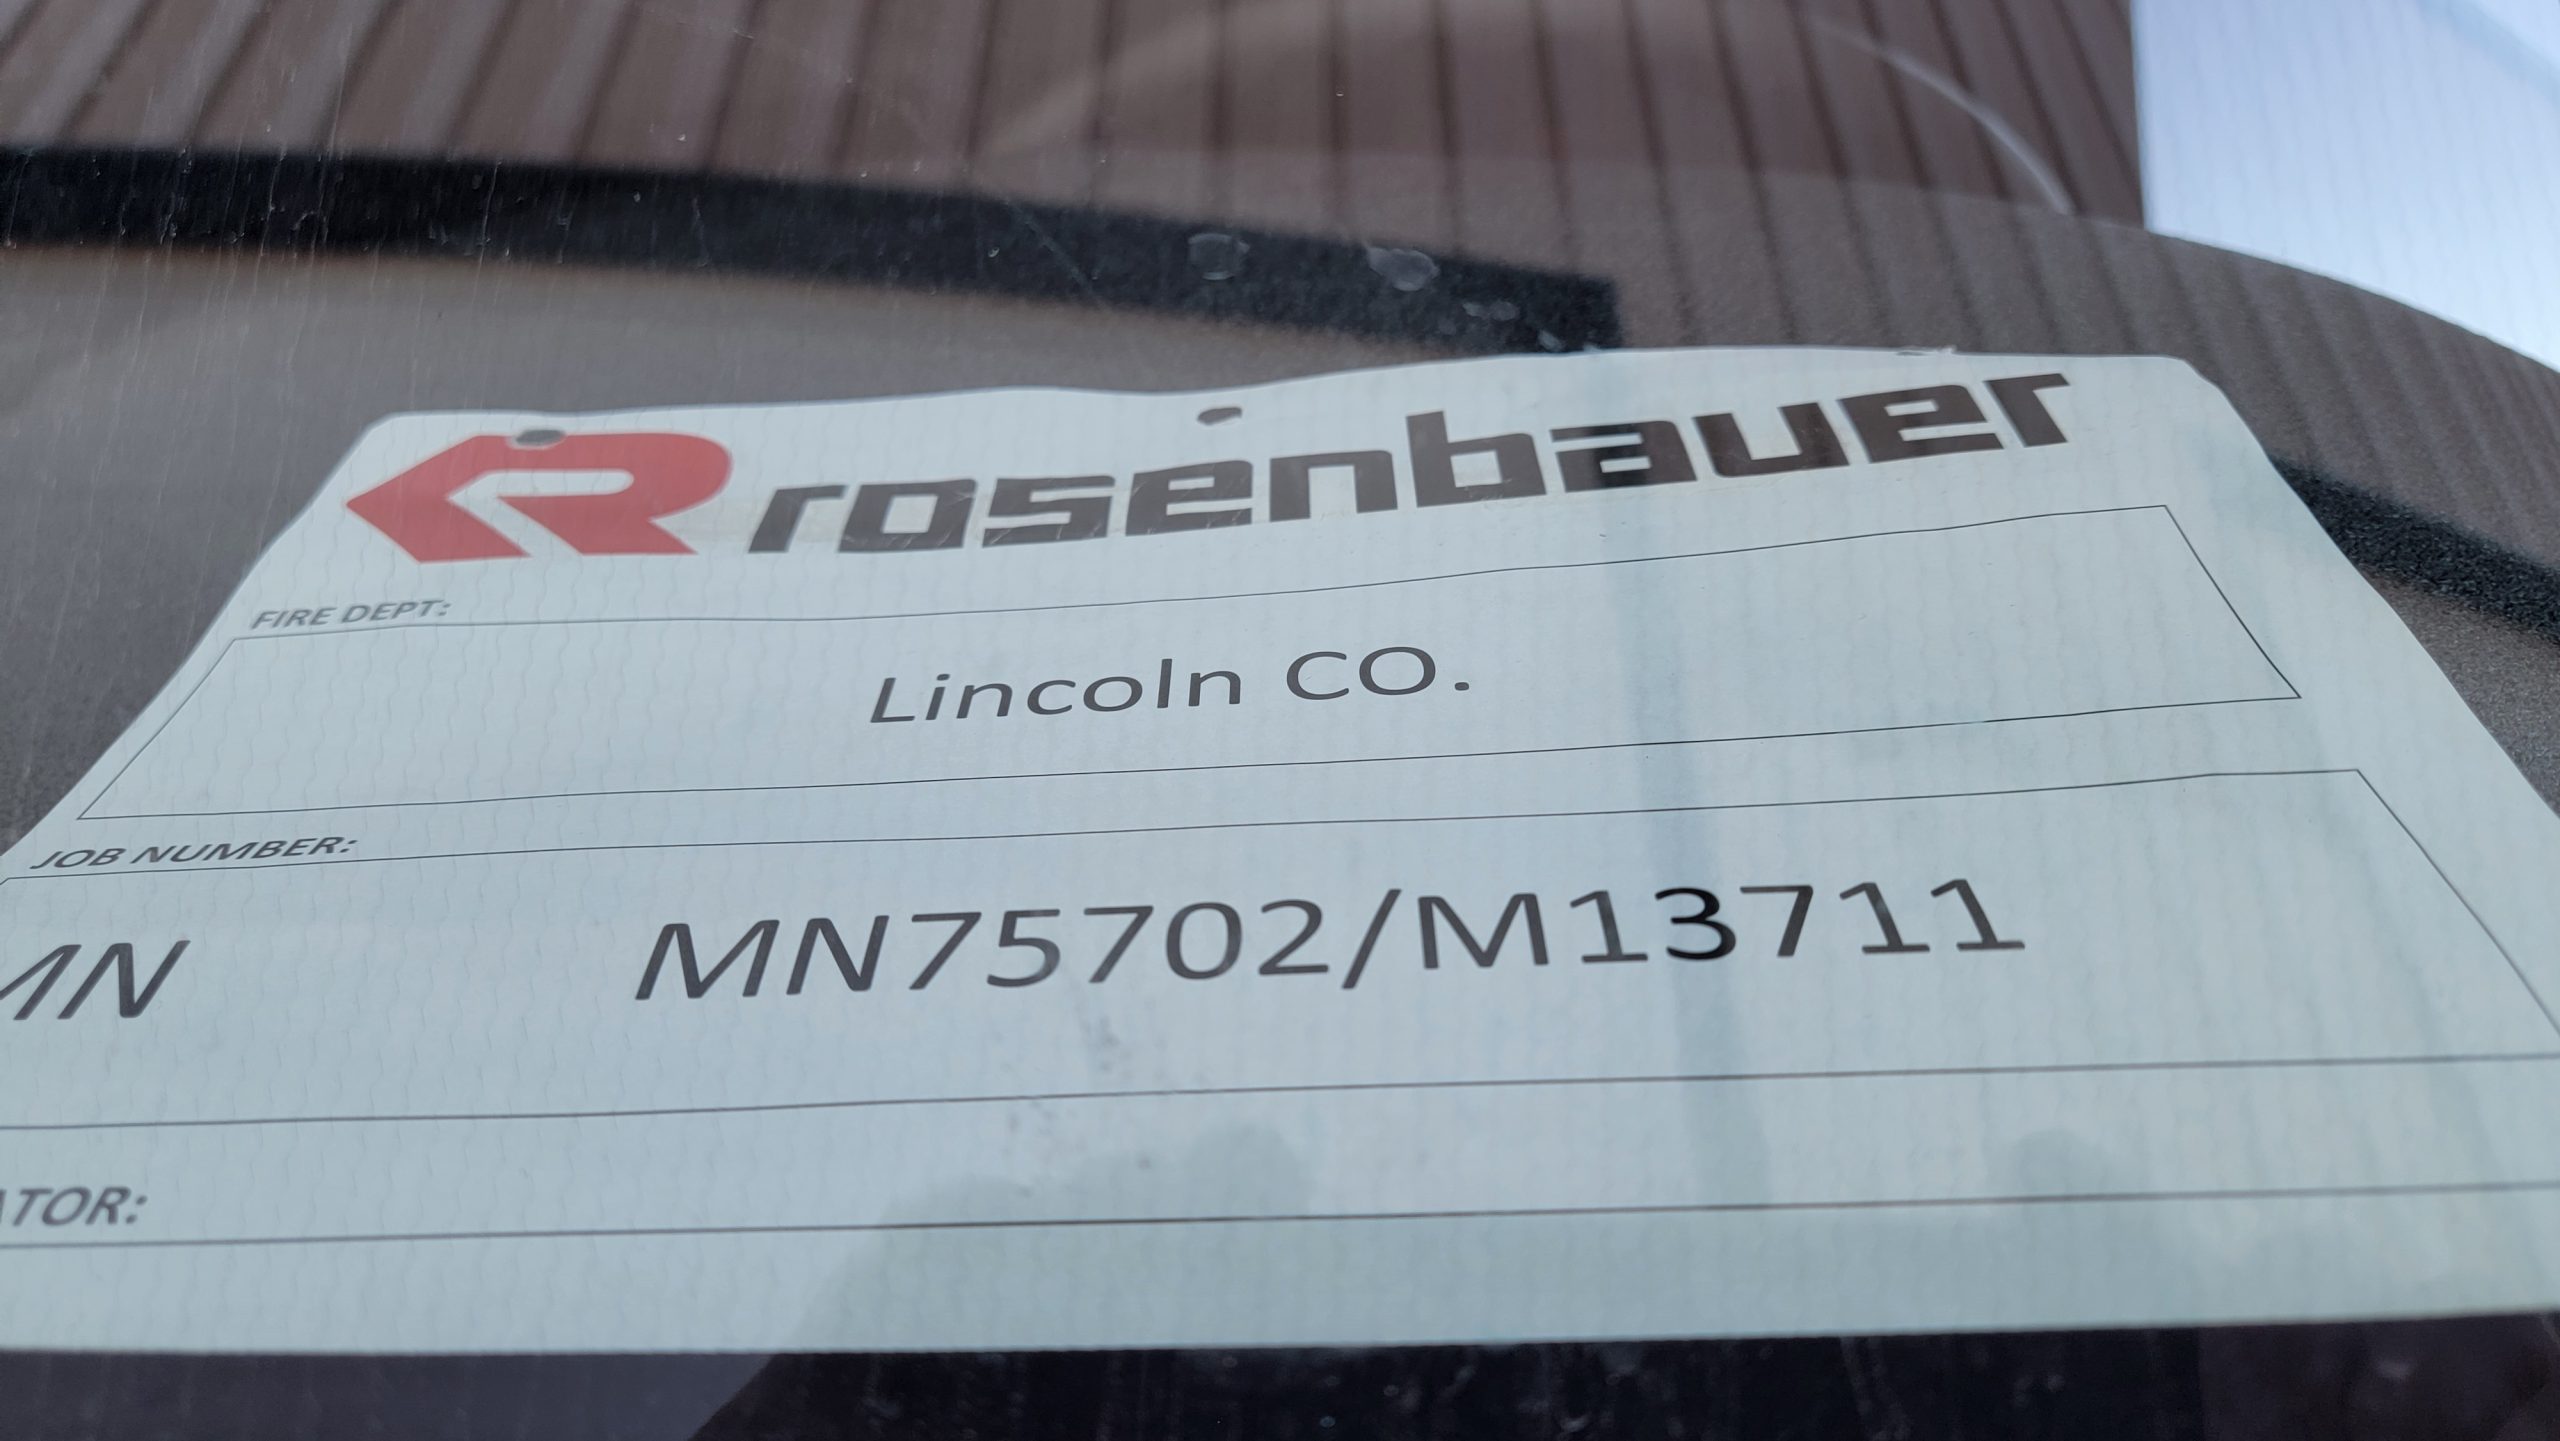 rosenbauer
FIRE DEPT:
Lincoln CO.
JOB NUMBER:
MN MN75702/M13711
ATOR: